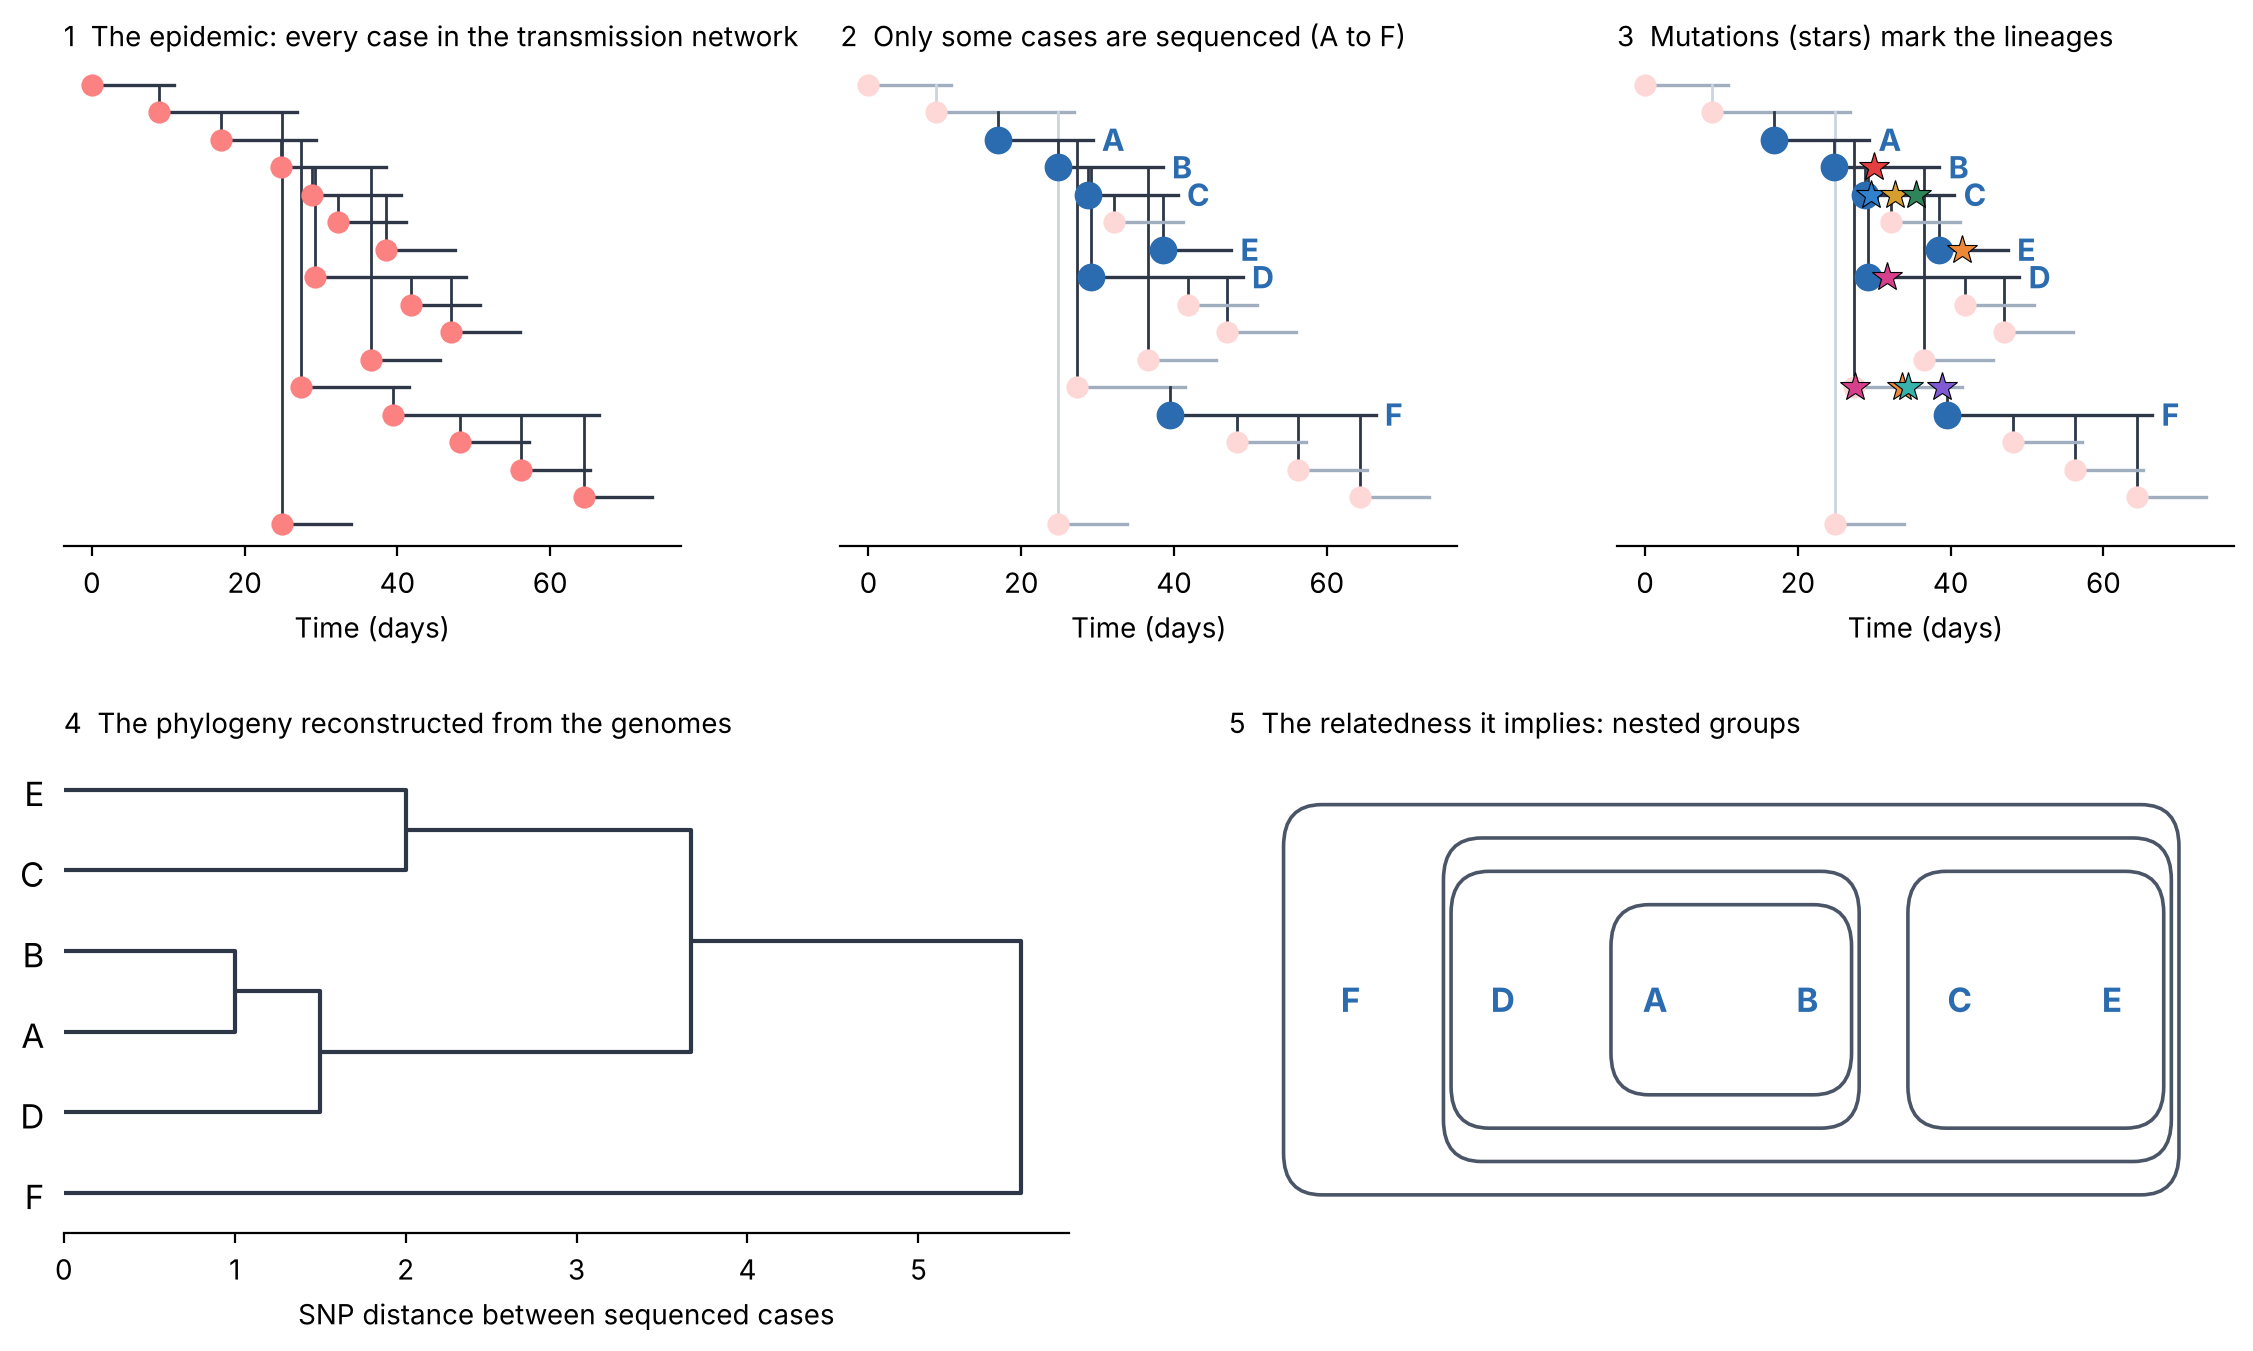 1 The epidemic: every case in the transmission network
2 Only some cases are sequenced (A to F)
3 Mutations (stars) mark the lineages
A
B
C
E
D
F
A
B
C
E
D
F
0 20 40 60
Time (days)
0 20 40 60
Time (days)
0 20 40 60
Time (days)
4 The phylogeny reconstructed from the genomes
E
C
B
A
D
F
0 1 2 3 4 5
SNP distance between sequenced cases
5 The relatedness it implies: nested groups
F D A B C E